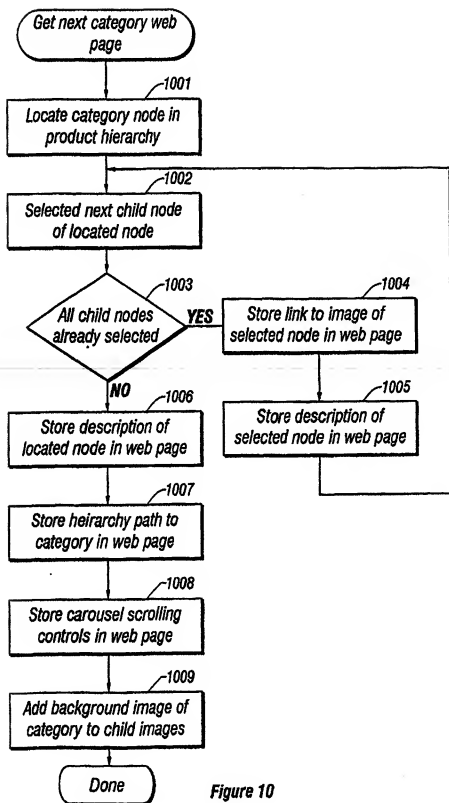 Get next category web
page
1001
Locate category node in
product hierarchy
1002
Selected next child node
of located node
1003
All child nodes
already selected
YES
1004
Store link to image of
selected node in web page
1005
Store description of
selected node in web page
NO
1006
Store description of
located node in web page
1007
Store heirarchy path to
category in web page
1008
Store carousel scrolling
controls in web page
1009
Add background image of
category to child images
Done
Figure 10